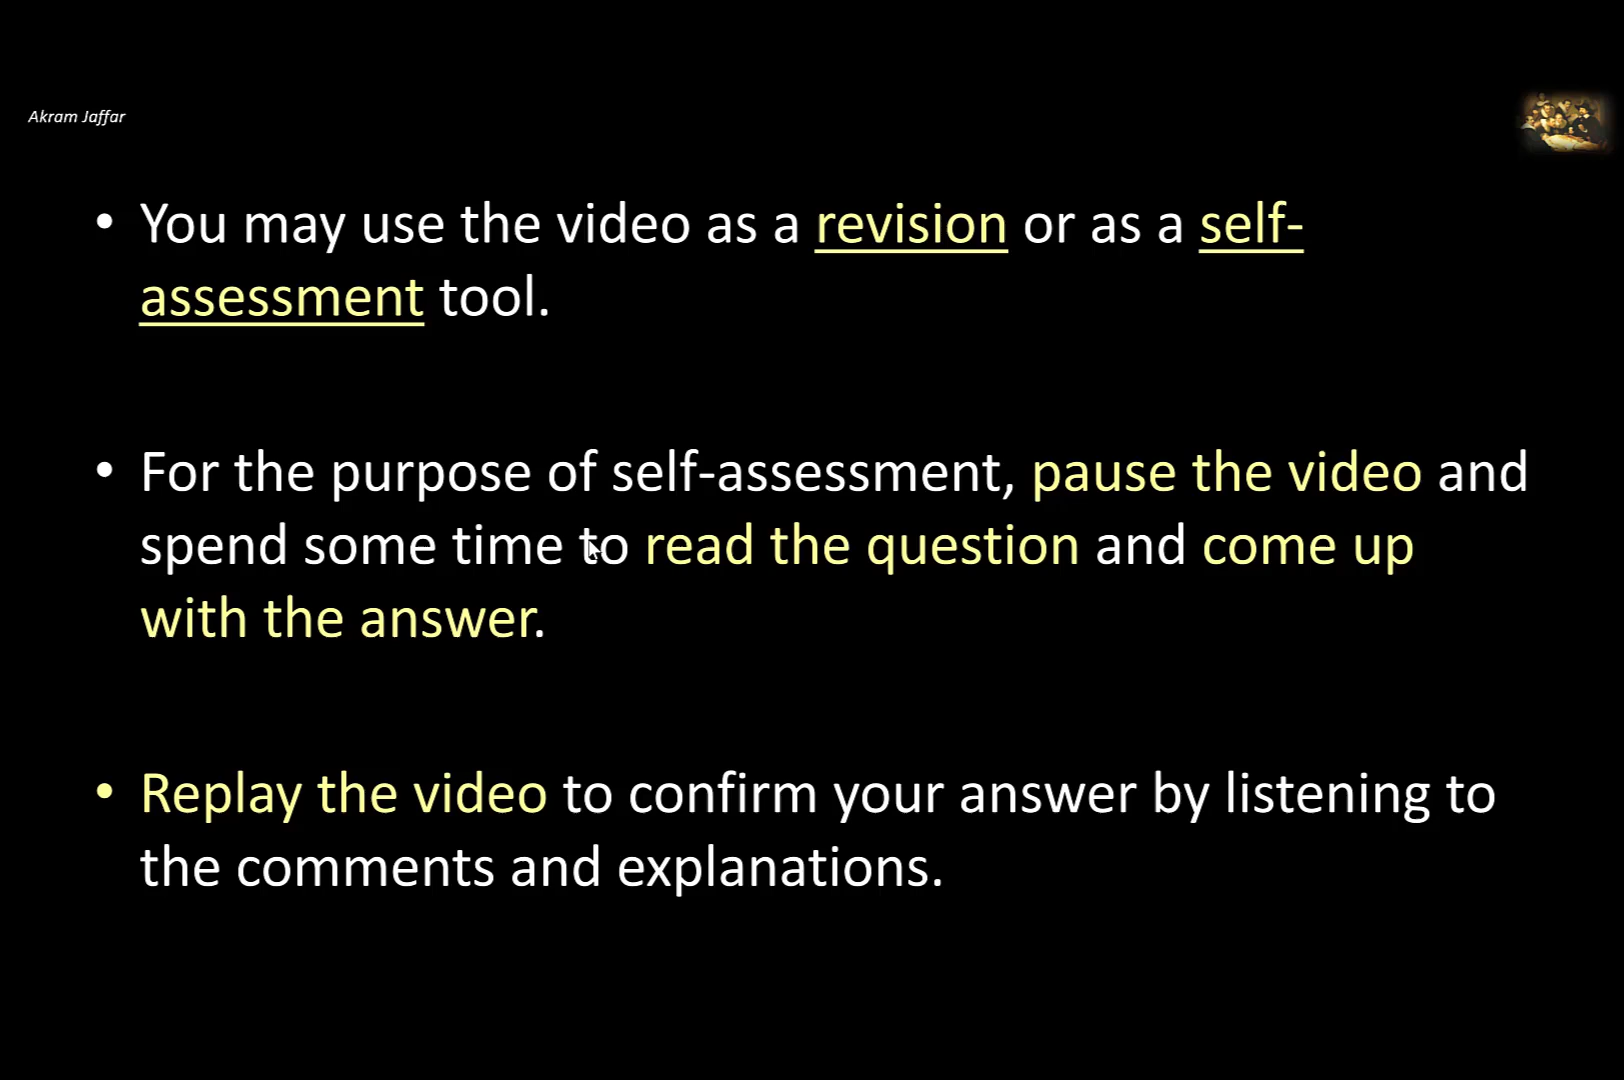 Akram Jaffar
• You may use the video as a revision or as a self-
assessment tool.
• For the purpose of self-assessment, pause the video and
spend some time to read the question and come up
with the answer.
• Replay the video to confirm your answer by listening to
the comments and explanations.